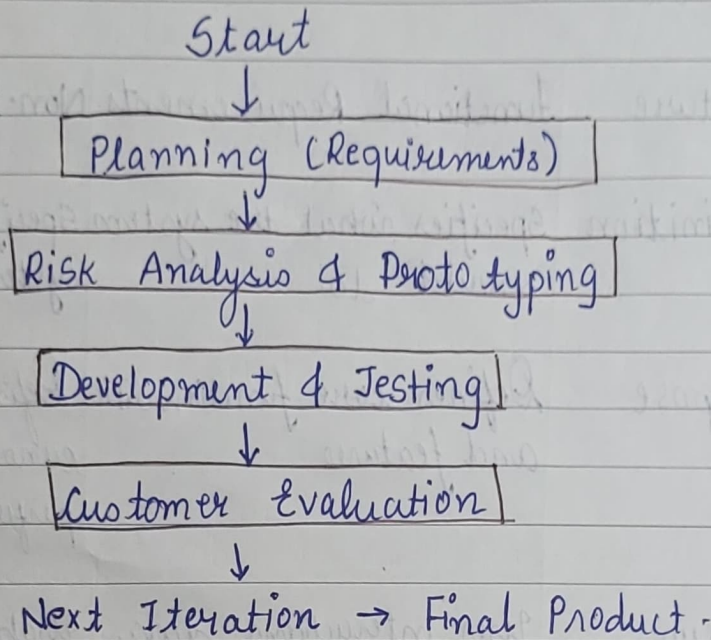 Start
↓
Planning (Requirements)
↓
Risk Analysis & Prototyping
↓
Development & Testing
↓
Customer Evaluation
↓
Next Iteration → Final Product.